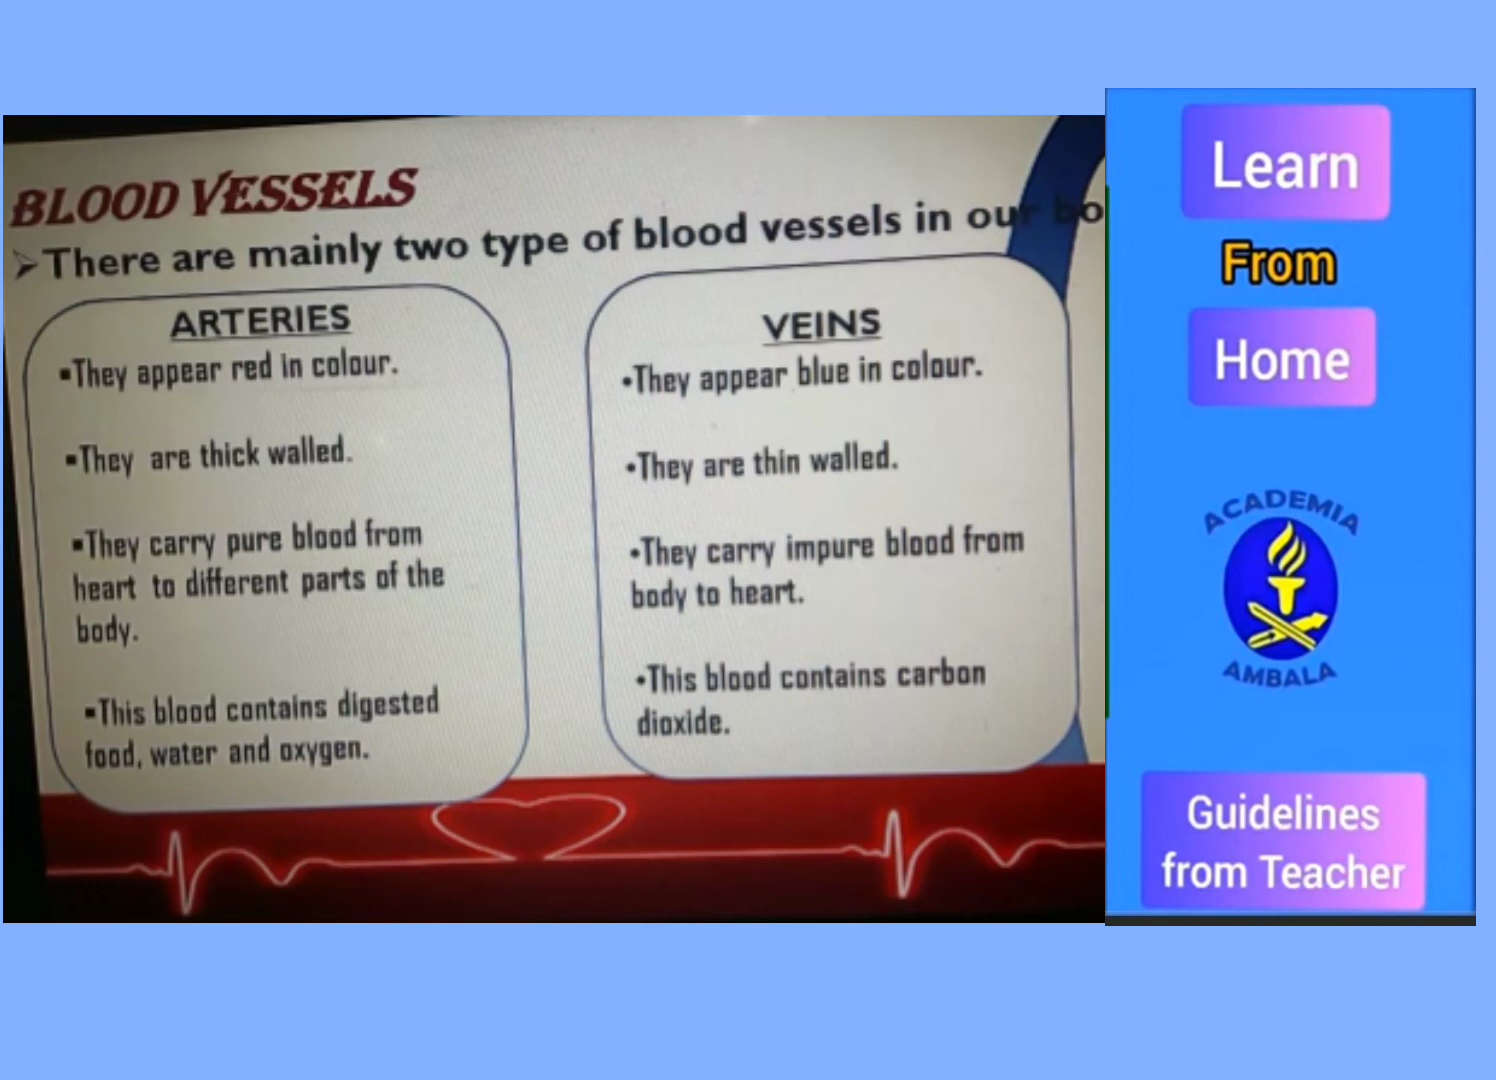 BLOOD VESSELS
➢There are mainly two type of blood vessels in our bo
ARTERIES
▪They appear red in colour.
▪They are thick walled.
▪They carry pure blood from
heart to different parts of the
body.
▪This blood contains digested
food, water and oxygen.
VEINS
•They appear blue in colour.
•They are thin walled.
•They carry impure blood from
body to heart.
•This blood contains carbon
dioxide.
Learn
From
Home
ACADEMIA
AMBALA
Guidelines
from Teacher